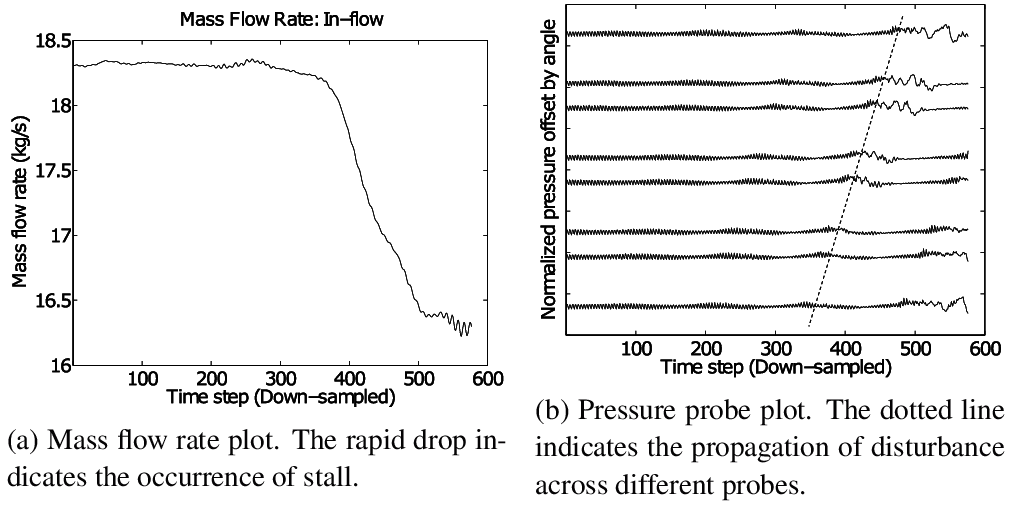 Mass Flow Rate: In-flow
Mass flow rate (kg/s)
18.5
18
17.5
17
16.5
16
100 200 300 400 500 600
Time step (Down-sampled)
(a) Mass flow rate plot. The rapid drop in-
dicates the occurrence of stall.
Normalized pressure offset by angle
100 200 300 400 500 600
Time step (Down-sampled)
(b) Pressure probe plot. The dotted line
indicates the propagation of disturbance
across different probes.